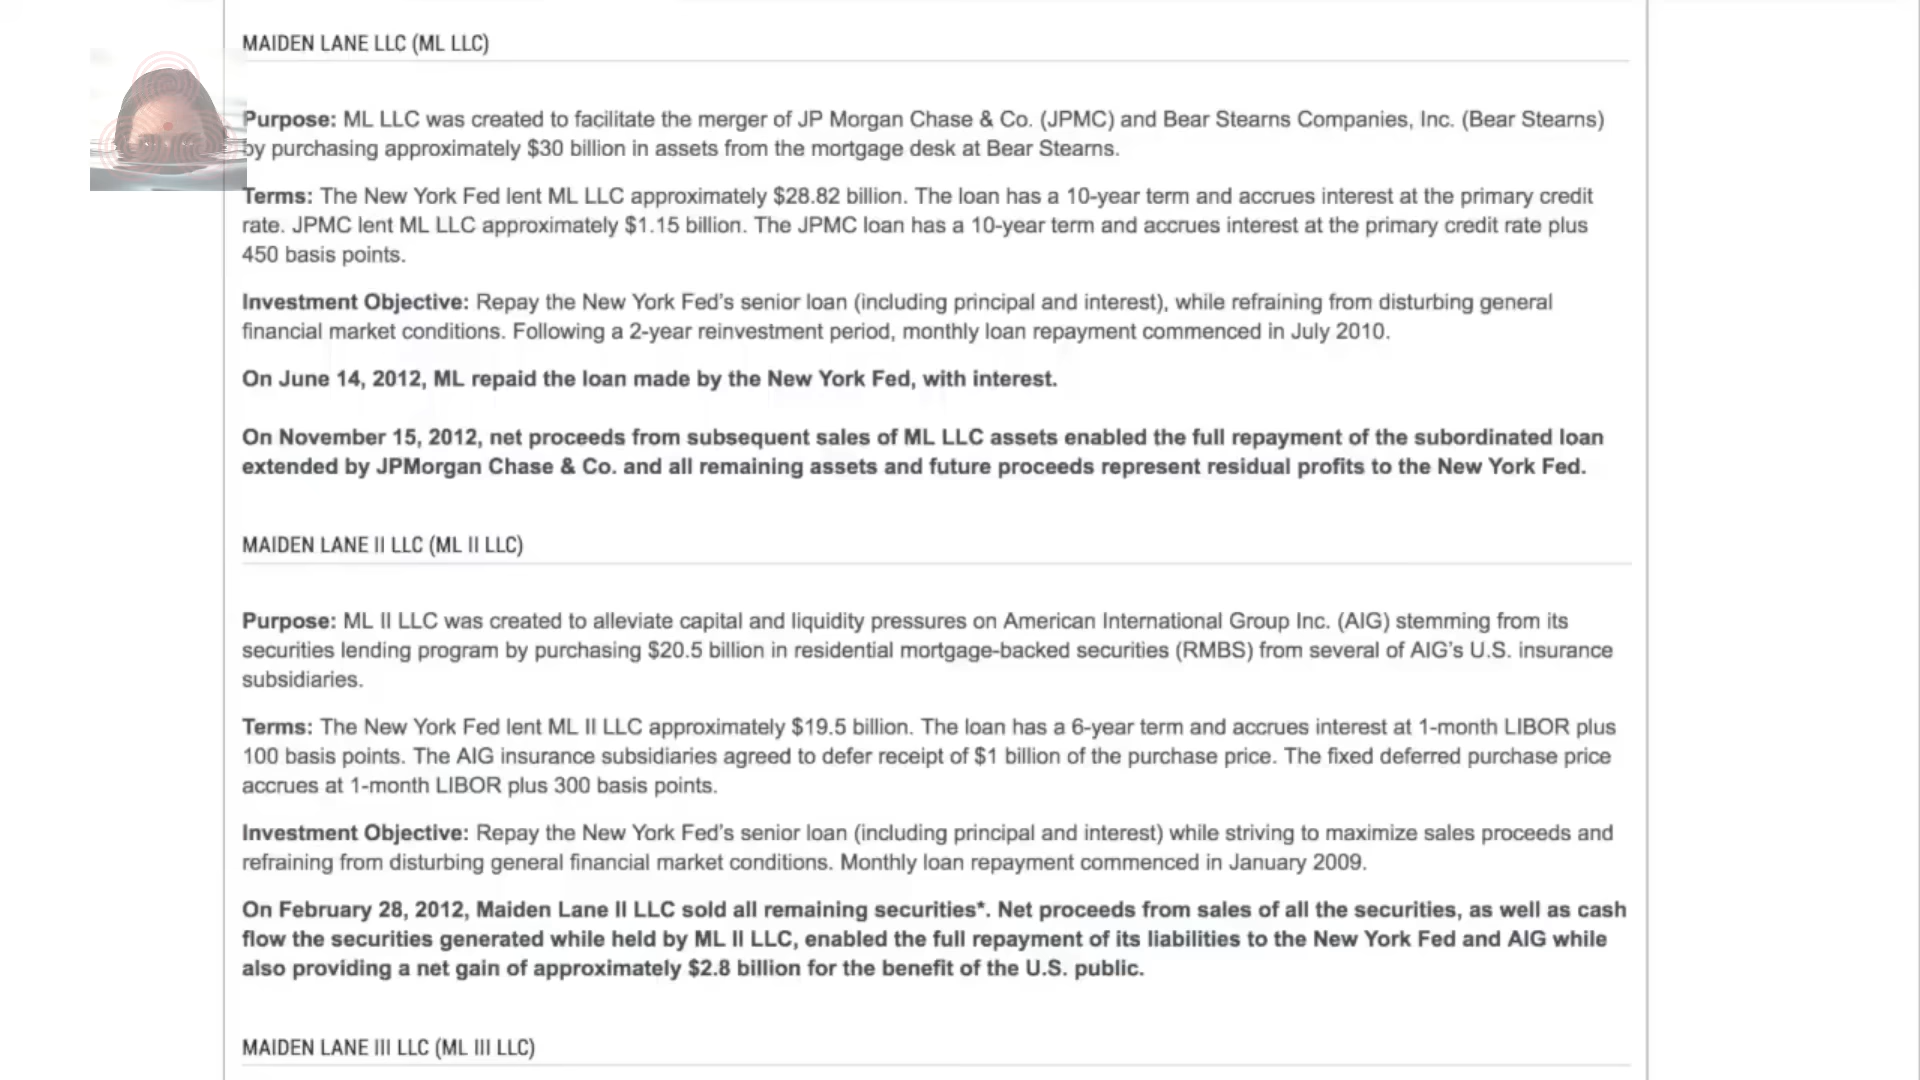 MAIDEN LANE LLC (ML LLC)
Purpose: ML LLC was created to facilitate the merger of JP Morgan Chase & Co. (JPMC) and Bear Stearns Companies, Inc. (Bear Stearns)
by purchasing approximately $30 billion in assets from the mortgage desk at Bear Stearns.
Terms: The New York Fed lent ML LLC approximately $28.82 billion. The loan has a 10-year term and accrues interest at the primary credit
rate. JPMC lent ML LLC approximately $1.15 billion. The JPMC loan has a 10-year term and accrues interest at the primary credit rate plus
450 basis points.
Investment Objective: Repay the New York Fed's senior loan (including principal and interest), while refraining from disturbing general
financial market conditions. Following a 2-year reinvestment period, monthly loan repayment commenced in July 2010.
On June 14, 2012, ML repaid the loan made by the New York Fed, with interest.
On November 15, 2012, net proceeds from subsequent sales of ML LLC assets enabled the full repayment of the subordinated loan
extended by JPMorgan Chase & Co. and all remaining assets and future proceeds represent residual profits to the New York Fed.
MAIDEN LANE II LLC (ML II LLC)
Purpose: ML II LLC was created to alleviate capital and liquidity pressures on American International Group Inc. (AIG) stemming from its
securities lending program by purchasing $20.5 billion in residential mortgage-backed securities (RMBS) from several of AIG's U.S. insurance
subsidiaries.
Terms: The New York Fed lent ML II LLC approximately $19.5 billion. The loan has a 6-year term and accrues interest at 1-month LIBOR plus
100 basis points. The AIG insurance subsidiaries agreed to defer receipt of $1 billion of the purchase price. The fixed deferred purchase price
accrues at 1-month LIBOR plus 300 basis points.
Investment Objective: Repay the New York Fed's senior loan (including principal and interest) while striving to maximize sales proceeds and
refraining from disturbing general financial market conditions. Monthly loan repayment commenced in January 2009.
On February 28, 2012, Maiden Lane II LLC sold all remaining securities*. Net proceeds from sales of all the securities, as well as cash
flow the securities generated while held by ML II LLC, enabled the full repayment of its liabilities to the New York Fed and AIG while
also providing a net gain of approximately $2.8 billion for the benefit of the U.S. public.
MAIDEN LANE III LLC (ML III LLC)